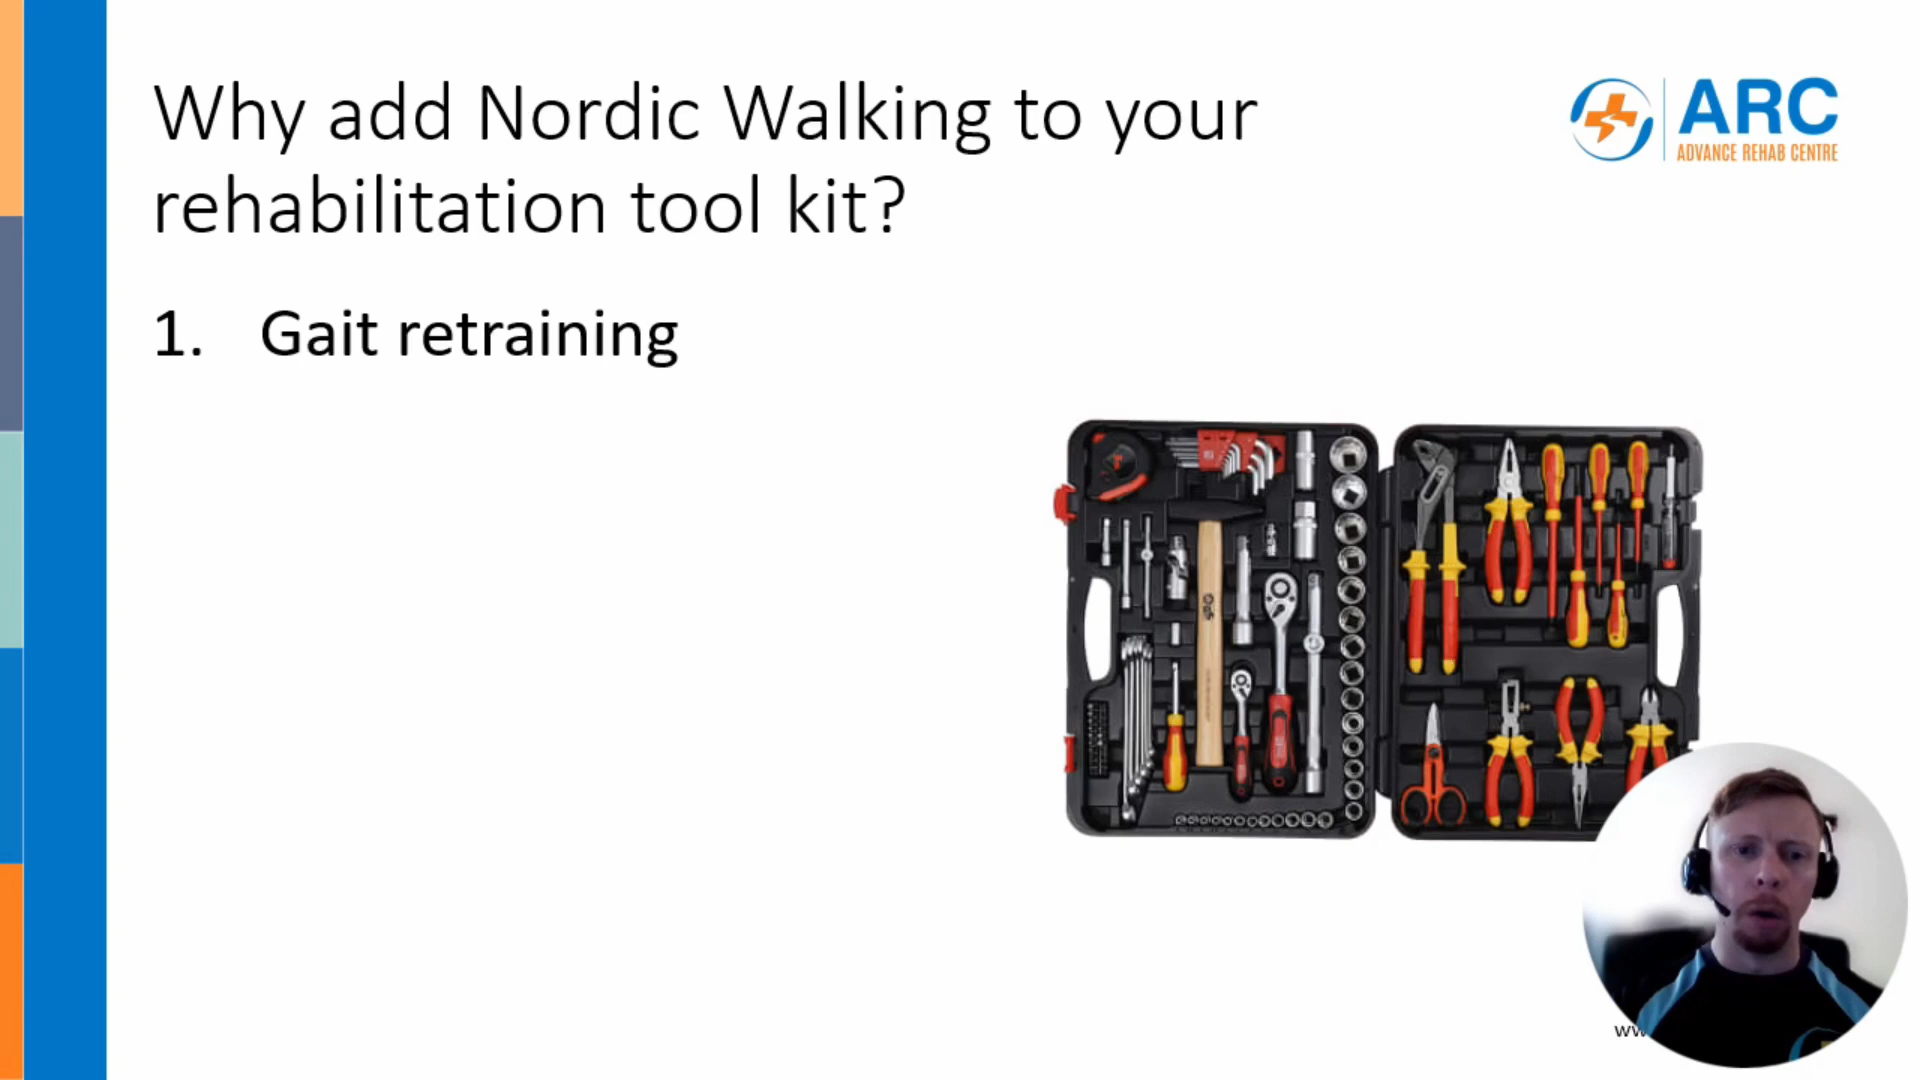 Why add Nordic Walking to your
rehabilitation tool kit?
ARC
ADVANCE REHAB CENTRE
1. Gait retraining